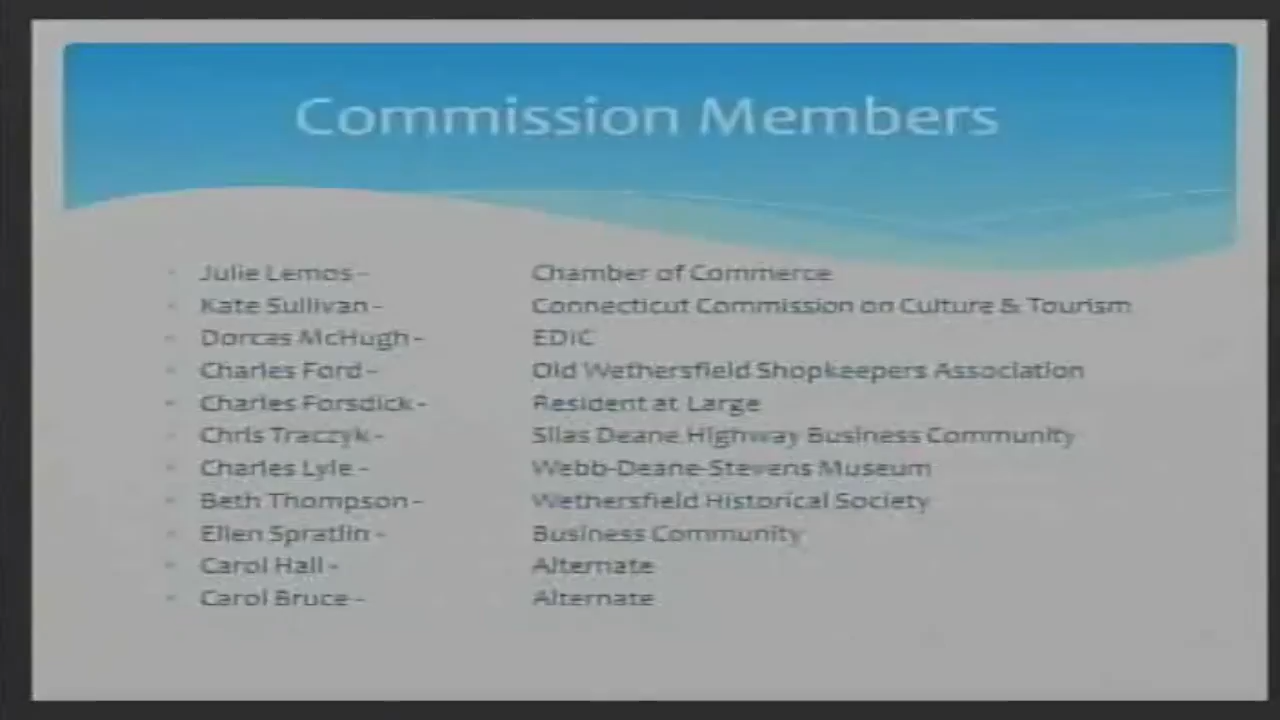 Commission Members
Julie Lemos - Chamber of Commerce
Kate Sullivan - Connecticut Commission on Culture & Tourism
Dorcas McHugh - EDIC
Charles Ford - Old Wethersfield Shopkeepers Association
Charles Forsdick - Resident at Large
Chris Traczyk - Silas Deane Highway Business Community
Charles Lyle - Webb-Deane-Stevens Museum
Beth Thompson - Wethersfield Historical Society
Ellen Spratlin - Business Community
Carol Hall - Alternate
Carol Bruce - Alternate